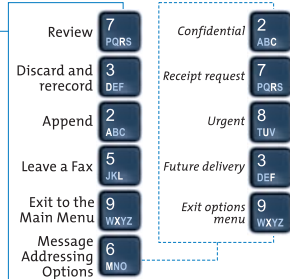 Review
7
PQRS
Discard and
rerecord
3
DEF
Append
2
ABC
Leave a Fax
5
JKL
Exit to the
Main Menu
9
WXYZ
Message
Addressing
Options
6
MNO
Confidential
2
ABC
Receipt request
7
PQRS
Urgent
8
TUV
Future delivery
3
DEF
Exit options
menu
9
WXYZ